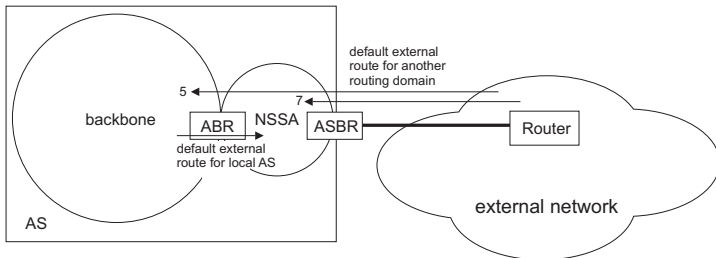 default external
route for another
routing domain
5
7
backbone
ABR
NSSA
ASBR
Router
default external
route for local AS
external network
AS